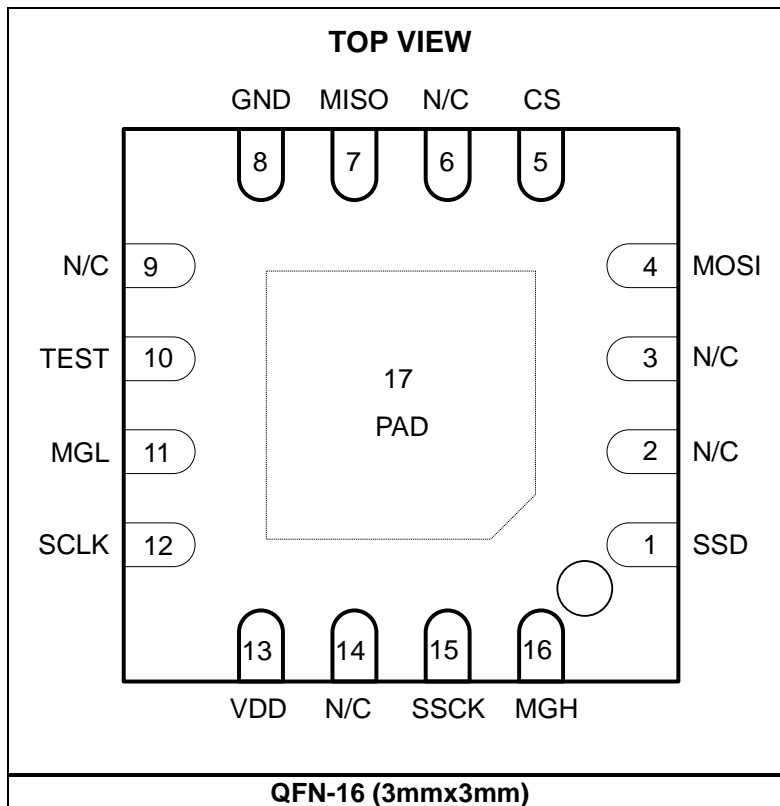 TOP VIEW
GND MISO N/C CS
8 7 6 5
N/C 9 4 MOSI
TEST 10 3 N/C
17
PAD
MGL 11 2 N/C
SCLK 12 1 SSD
13 14 15 16
VDD N/C SSCK MGH
QFN-16 (3mmx3mm)